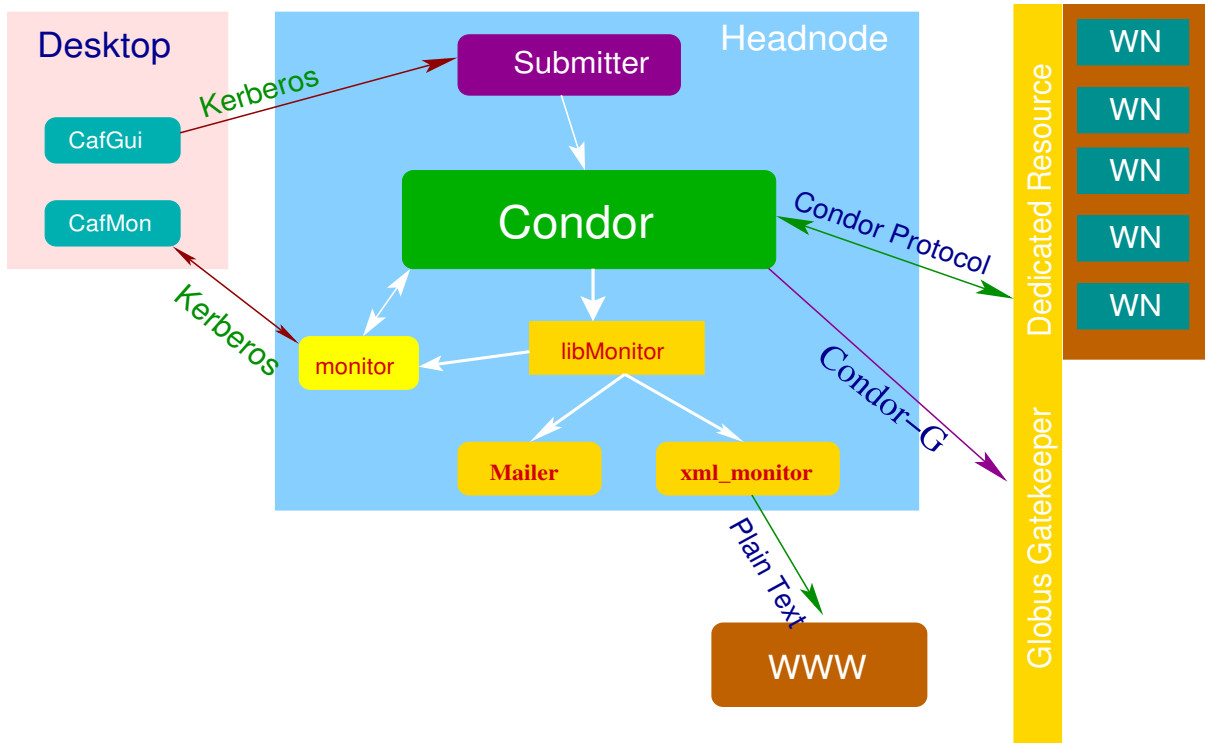 Desktop
CafGui
CafMon
Kerberos
Kerberos
Headnode
Submitter
Condor
monitor
libMonitor
Mailer
xml_monitor
Condor Protocol
Condor–G
Plain Text
WWW
Dedicated Resource
Globus Gatekeeper
WN
WN
WN
WN
WN